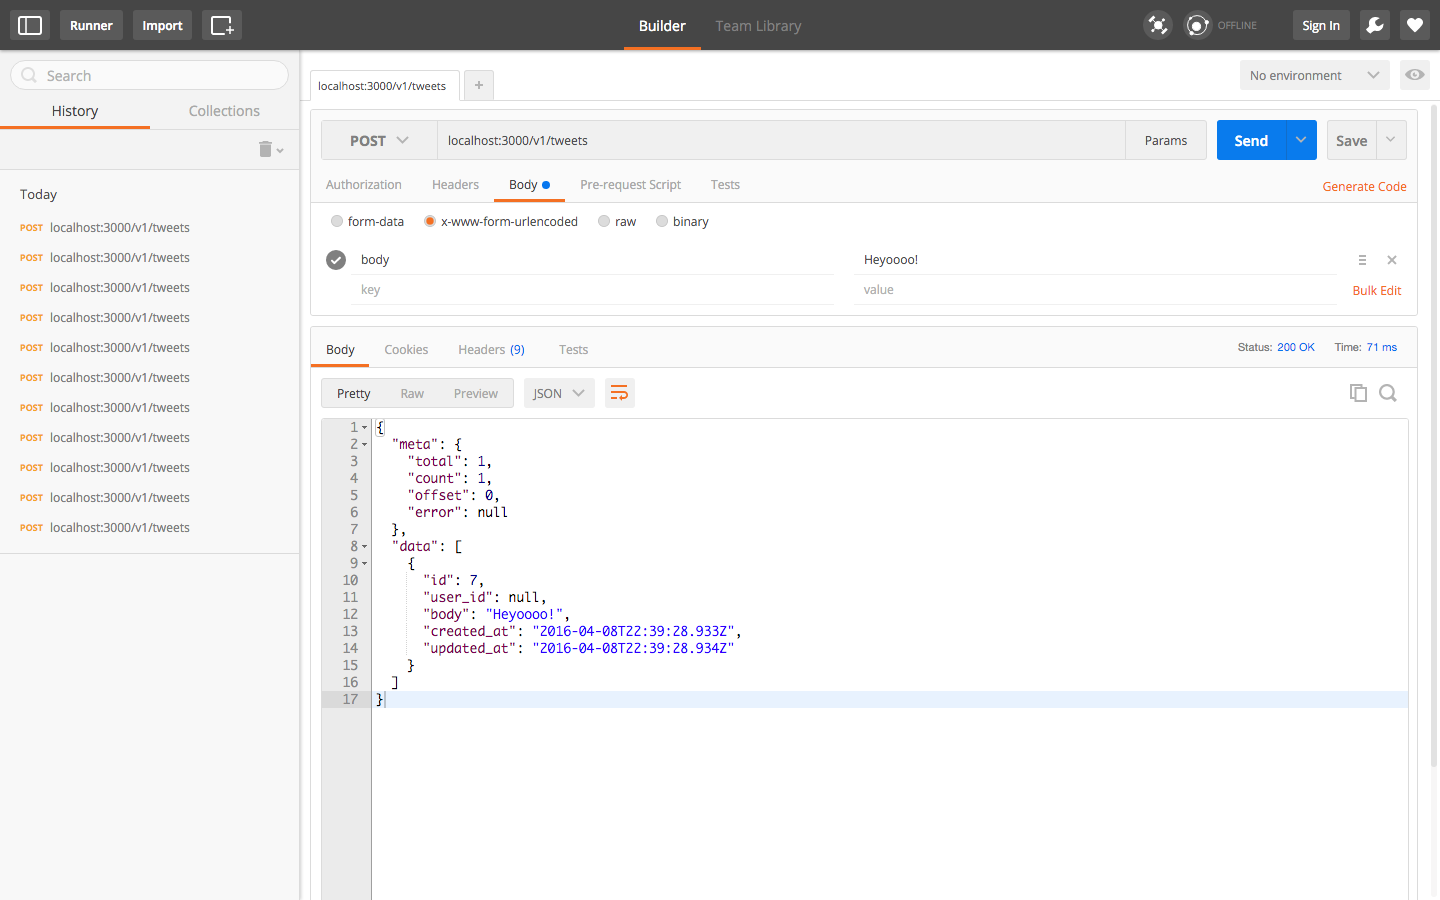 Runner Import Builder Team Library OFFLINE Sign In
Search
History Collections
Today
POST localhost:3000/v1/tweets
POST localhost:3000/v1/tweets
POST localhost:3000/v1/tweets
POST localhost:3000/v1/tweets
POST localhost:3000/v1/tweets
POST localhost:3000/v1/tweets
POST localhost:3000/v1/tweets
POST localhost:3000/v1/tweets
POST localhost:3000/v1/tweets
POST localhost:3000/v1/tweets
POST localhost:3000/v1/tweets
localhost:3000/v1/tweets + No environment
POST localhost:3000/v1/tweets Params Send Save
Authorization Headers Body Pre-request Script Tests Generate Code
form-data x-www-form-urlencoded raw binary
body Heyoooo!
key value Bulk Edit
Body Cookies Headers (9) Tests Status: 200 OK Time: 71 ms
Pretty Raw Preview JSON
1 {
2 "meta": {
3 "total": 1,
4 "count": 1,
5 "offset": 0,
6 "error": null
7 },
8 "data": [
9 {
10 "id": 7,
11 "user_id": null,
12 "body": "Heyoooo!",
13 "created_at": "2016-04-08T22:39:28.933Z",
14 "updated_at": "2016-04-08T22:39:28.934Z"
15 }
16 ]
17 }